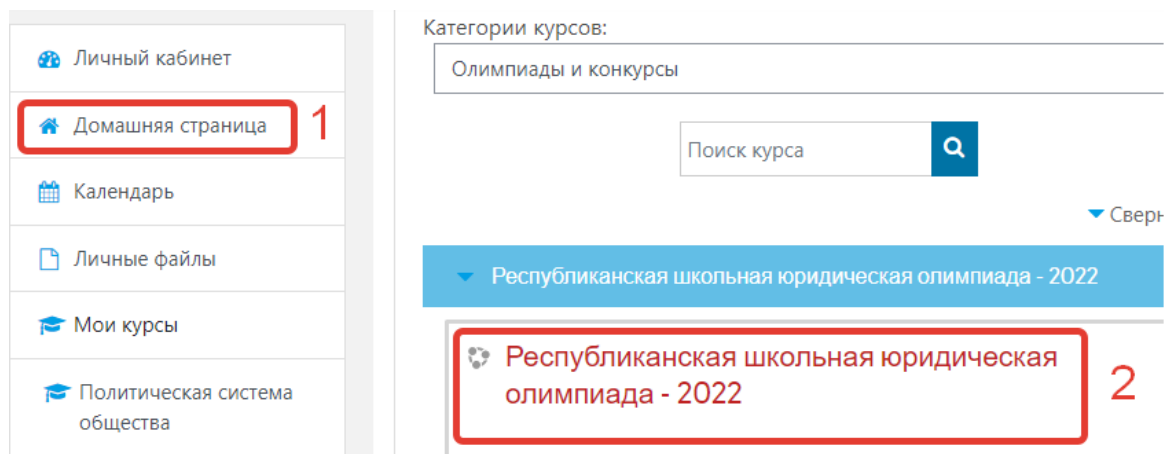 Личный кабинет
Домашняя страница
1
Календарь
Личные файлы
Мои курсы
Политическая система
общества
Категории курсов:
Олимпиады и конкурсы
Поиск курса
Сверн
Республиканская школьная юридическая олимпиада - 2022
Республиканская школьная юридическая
олимпиада - 2022
2